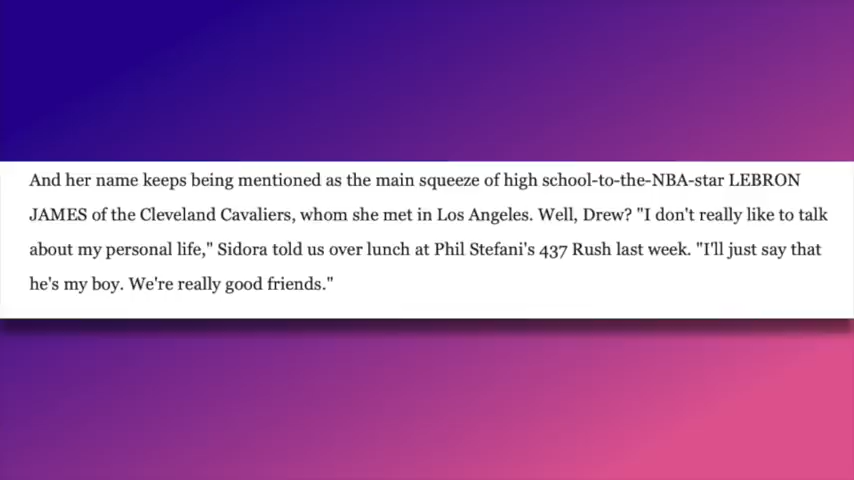 And her name keeps being mentioned as the main squeeze of high school-to-the-NBA-star LEBRON
JAMES of the Cleveland Cavaliers, whom she met in Los Angeles. Well, Drew? "I don't really like to talk
about my personal life," Sidora told us over lunch at Phil Stefani's 437 Rush last week. "I'll just say that
he's my boy. We're really good friends."